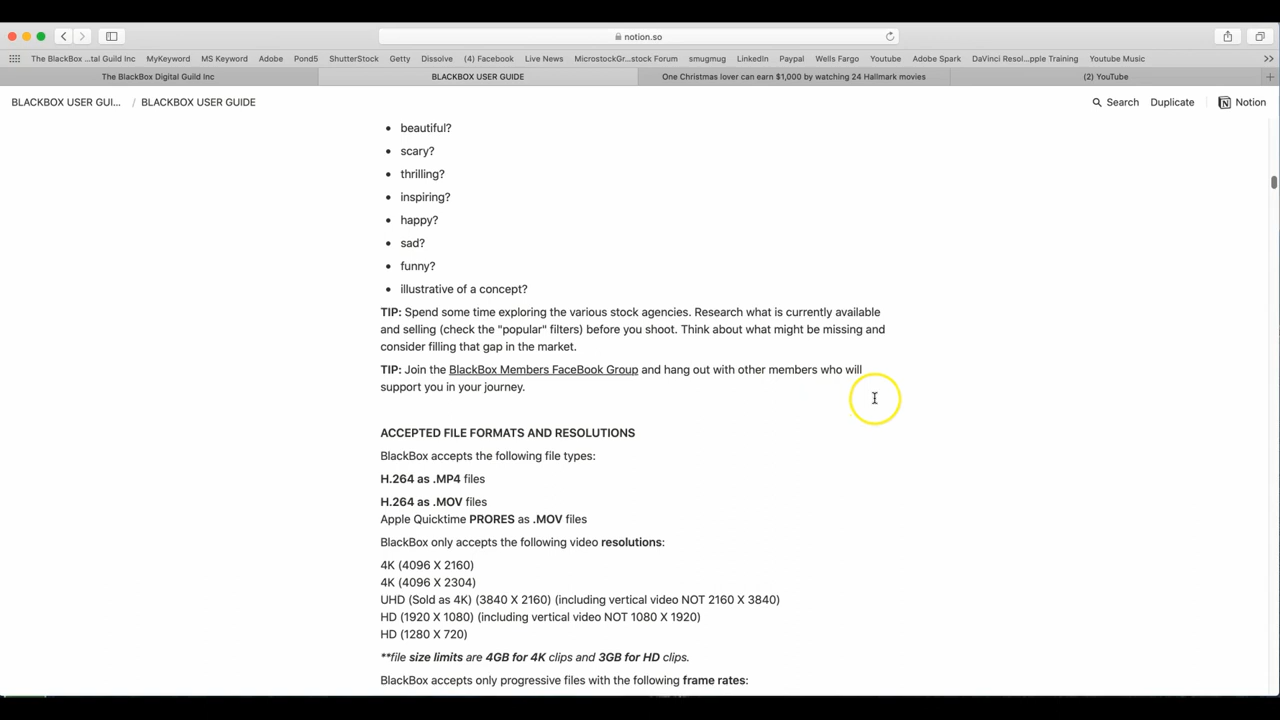 notion.so
The BlackBox ...tal Guild Inc MyKeyword MS Keyword Adobe Pond5 ShutterStock Getty Dissolve (4) Facebook Live News MicrostockGr...stock Forum smugmug LinkedIn Paypal Wells Fargo Youtube Adobe Spark DaVinci Resol...pple Training Youtube Music
The BlackBox Digital Guild Inc BLACKBOX USER GUIDE One Christmas lover can earn $1,000 by watching 24 Hallmark movies (2) YouTube
BLACKBOX USER GUI... / BLACKBOX USER GUIDE Search Duplicate Notion
• beautiful?
• scary?
• thrilling?
• inspiring?
• happy?
• sad?
• funny?
• illustrative of a concept?
TIP: Spend some time exploring the various stock agencies. Research what is currently available
and selling (check the "popular" filters) before you shoot. Think about what might be missing and
consider filling that gap in the market.
TIP: Join the BlackBox Members FaceBook Group and hang out with other members who will
support you in your journey.
ACCEPTED FILE FORMATS AND RESOLUTIONS
BlackBox accepts the following file types:
H.264 as .MP4 files
H.264 as .MOV files
Apple Quicktime PRORES as .MOV files
BlackBox only accepts the following video resolutions:
4K (4096 X 2160)
4K (4096 X 2304)
UHD (Sold as 4K) (3840 X 2160) (including vertical video NOT 2160 X 3840)
HD (1920 X 1080) (including vertical video NOT 1080 X 1920)
HD (1280 X 720)
**file size limits are 4GB for 4K clips and 3GB for HD clips.
BlackBox accepts only progressive files with the following frame rates: